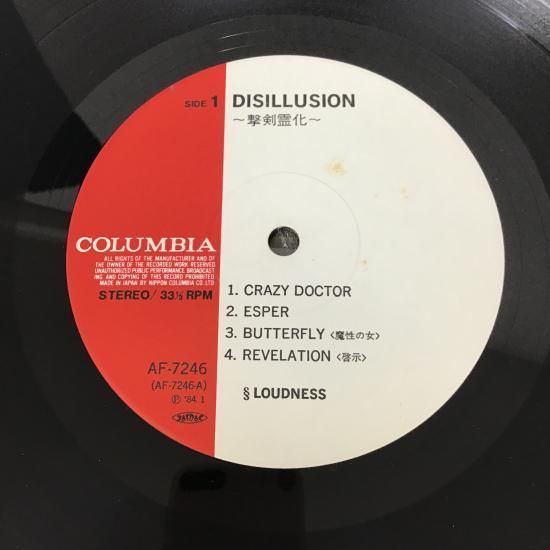 SIDE 1 DISILLUSION
～撃剣霊化～
COLUMBIA
ALL RIGHTS OF THE MANUFACTURER AND OF
THE OWNER OF THE RECORDED WORK RESERVED
UNAUTHORIZED PUBLIC PERFORMANCE BROADCAST
ING AND COPYING OF THIS RECORD PROHIBITED
MADE IN JAPAN BY NIPPON COLUMBIA CO. LTD
STEREO/33⅓ RPM
1. CRAZY DOCTOR
2. ESPER
3. BUTTERFLY <魔性の女>
4. REVELATION <啓示>
AF-7246
(AF-7246-A)
Ⓟ '84. 1
JASRAC
§ LOUDNESS